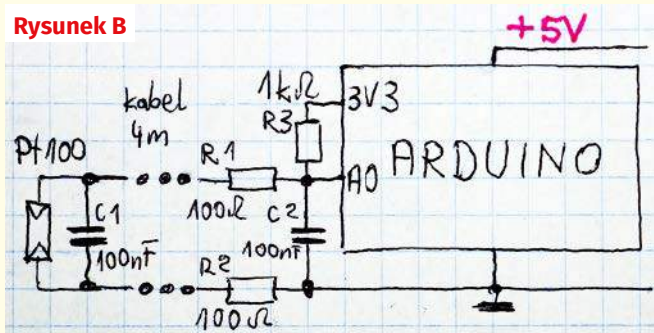 Rysunek B
+5V
kabel
4m
1kΩ
3V3
R3
Pt100
R1
A0
ARDUINO
C1
100Ω
C2
100nF
100nF
R2
100Ω